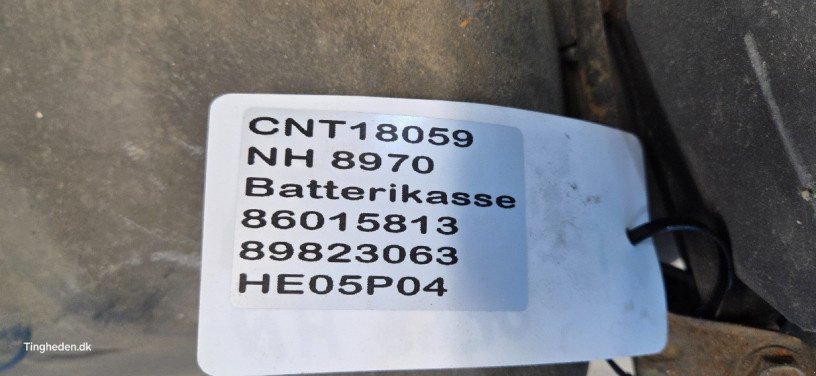 CNT18059
NH 8970
Batterikasse
86015813
89823063
HE05P04
Tingheden.dk